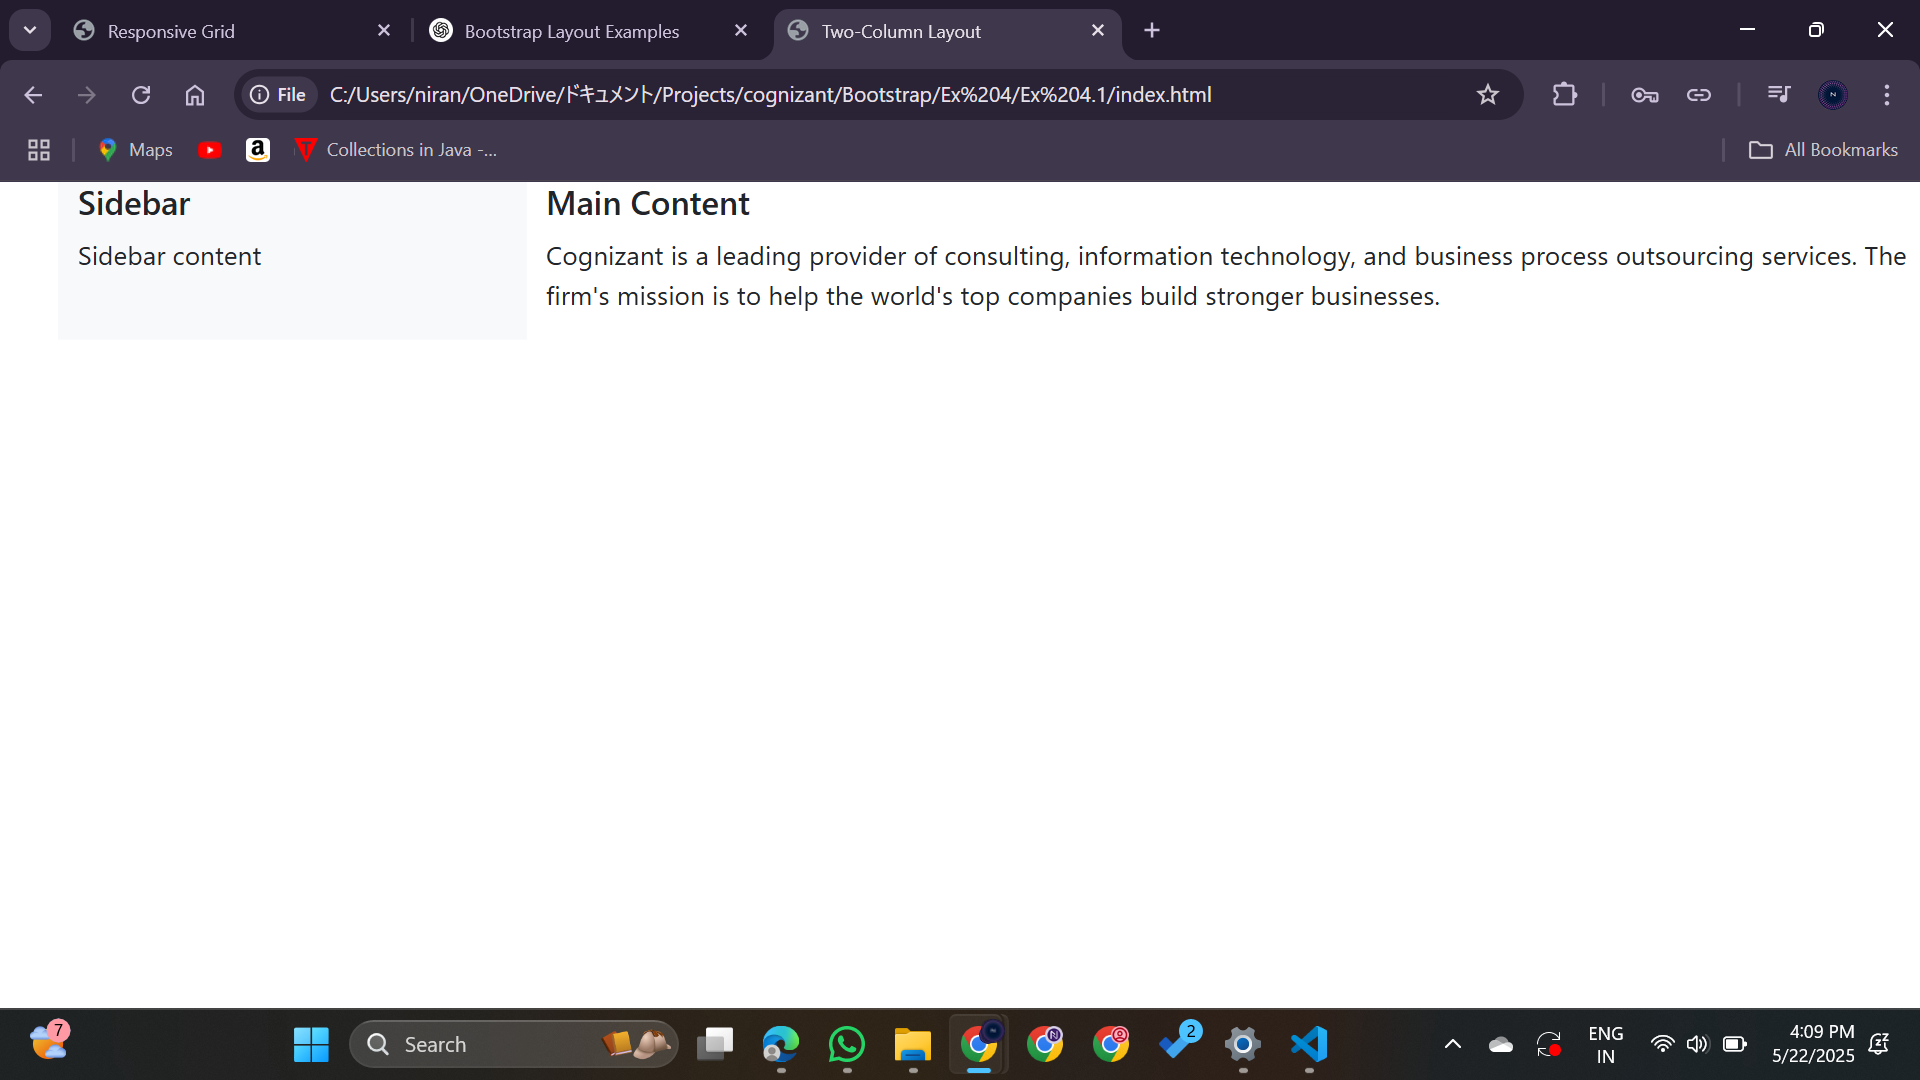 Responsive Grid
Bootstrap Layout Examples
Two-Column Layout
File
C:/Users/niran/OneDrive/ドキュメント/Projects/cognizant/Bootstrap/Ex%204/Ex%204.1/index.html
Maps
a
T
Collections in Java -...
All Bookmarks
Sidebar
Sidebar content
Main Content
Cognizant is a leading provider of consulting, information technology, and business process outsourcing services. The
firm's mission is to help the world's top companies build stronger businesses.
7
Search
2
ENG
IN
4:09 PM
5/22/2025